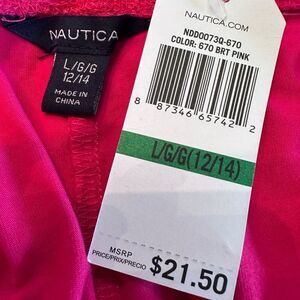 NAUTICA
L/G/G
12/14
MADE IN
CHINA
NAUTICA.COM
NDD0073Q-670
COLOR: 670 BRT PINK
8 87346 65742 2
L/G/G(12/14)
MSRP
PRICE/PRIX/PRECIO
$21.50